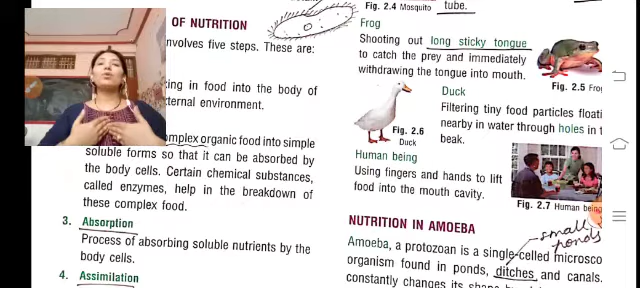 OF NUTRITION
nvolves five steps. These are:
ing in food into the body of
ternal environment.
omplex organic food into simple
soluble forms so that it can be absorbed by
the body cells. Certain chemical substances,
called enzymes, help in the breakdown of
these complex food.
3. Absorption
Process of absorbing soluble nutrients by the
body cells.
4. Assimilation
Fig. 2.4 Mosquito
tube.
Frog
Shooting out long sticky tongue
to catch the prey and immediately
withdrawing the tongue into mouth.
Fig. 2.5 Fro
Duck
Filtering tiny food particles floati
nearby in water through holes in t
beak.
Fig. 2.6
Duck
Human being
Using fingers and hands to lift
food into the mouth cavity.
Fig. 2.7 Human being
NUTRITION IN AMOEBA
small
ponds
Amoeba, a protozoan is a single-celled microsco
organism found in ponds, ditches and canals.
constantly changes its shape